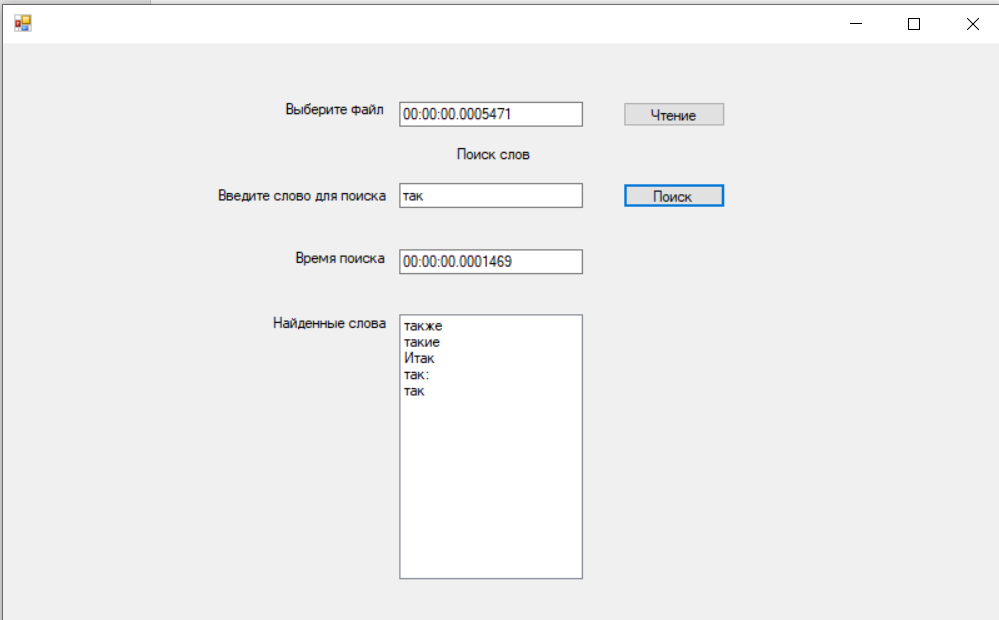 Выберите файл 00:00:00.0005471 Чтение
Поиск слов
Введите слово для поиска так Поиск
Время поиска 00:00:00.0001469
Найденные слова также
такие
Итак
так:
так